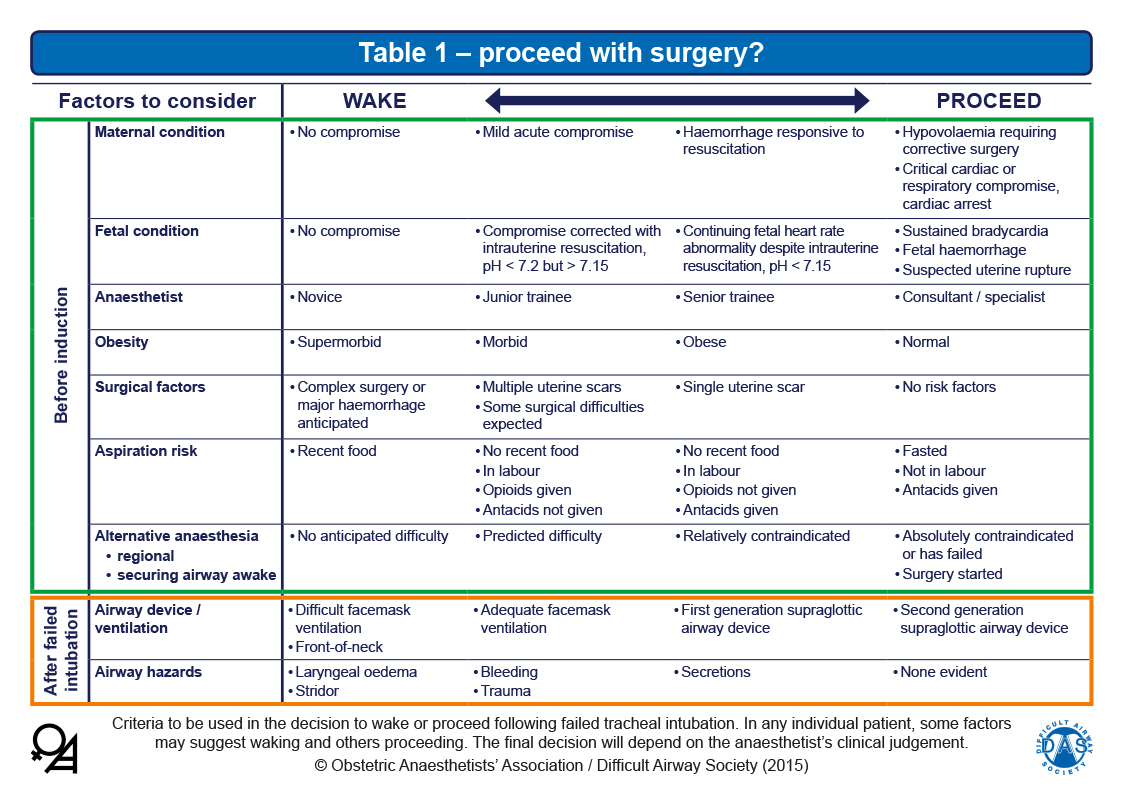 Table 1 – proceed with surgery?
Factors to consider
WAKE
PROCEED
Before induction
Maternal condition
• No compromise
• Mild acute compromise
• Haemorrhage responsive to
resuscitation
• Hypovolaemia requiring
corrective surgery
• Critical cardiac or
respiratory compromise,
cardiac arrest
Fetal condition
• No compromise
• Compromise corrected with
intrauterine resuscitation,
pH < 7.2 but > 7.15
• Continuing fetal heart rate
abnormality despite intrauterine
resuscitation, pH < 7.15
• Sustained bradycardia
• Fetal haemorrhage
• Suspected uterine rupture
Anaesthetist
• Novice
• Junior trainee
• Senior trainee
• Consultant / specialist
Obesity
• Supermorbid
• Morbid
• Obese
• Normal
Surgical factors
• Complex surgery or
major haemorrhage
anticipated
• Multiple uterine scars
• Some surgical difficulties
expected
• Single uterine scar
• No risk factors
Aspiration risk
• Recent food
• No recent food
• In labour
• Opioids given
• Antacids not given
• No recent food
• In labour
• Opioids not given
• Antacids given
• Fasted
• Not in labour
• Antacids given
Alternative anaesthesia
• regional
• securing airway awake
• No anticipated difficulty
• Predicted difficulty
• Relatively contraindicated
• Absolutely contraindicated
or has failed
• Surgery started
After failed
intubation
Airway device /
ventilation
• Difficult facemask
ventilation
• Front-of-neck
• Adequate facemask
ventilation
• First generation supraglottic
airway device
• Second generation
supraglottic airway device
Airway hazards
• Laryngeal oedema
• Stridor
• Bleeding
• Trauma
• Secretions
• None evident
Criteria to be used in the decision to wake or proceed following failed tracheal intubation. In any individual patient, some factors
may suggest waking and others proceeding. The final decision will depend on the anaesthetist’s clinical judgement.
© Obstetric Anaesthetists’ Association / Difficult Airway Society (2015)
OAA
DIFFICULT AIRWAY
DAS
SOCIETY